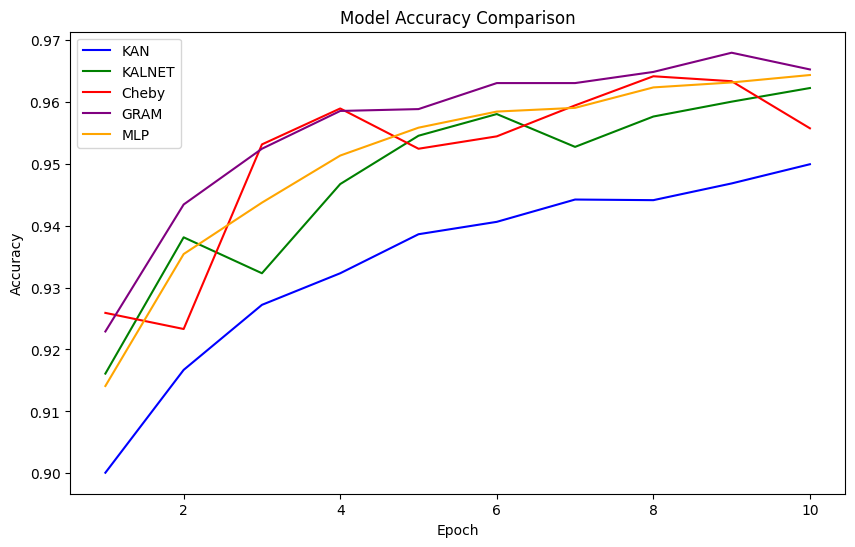 Model Accuracy Comparison
KAN
KALNET
Cheby
GRAM
MLP
Accuracy
0.97
0.96
0.95
0.94
0.93
0.92
0.91
0.90
2 4 6 8 10
Epoch